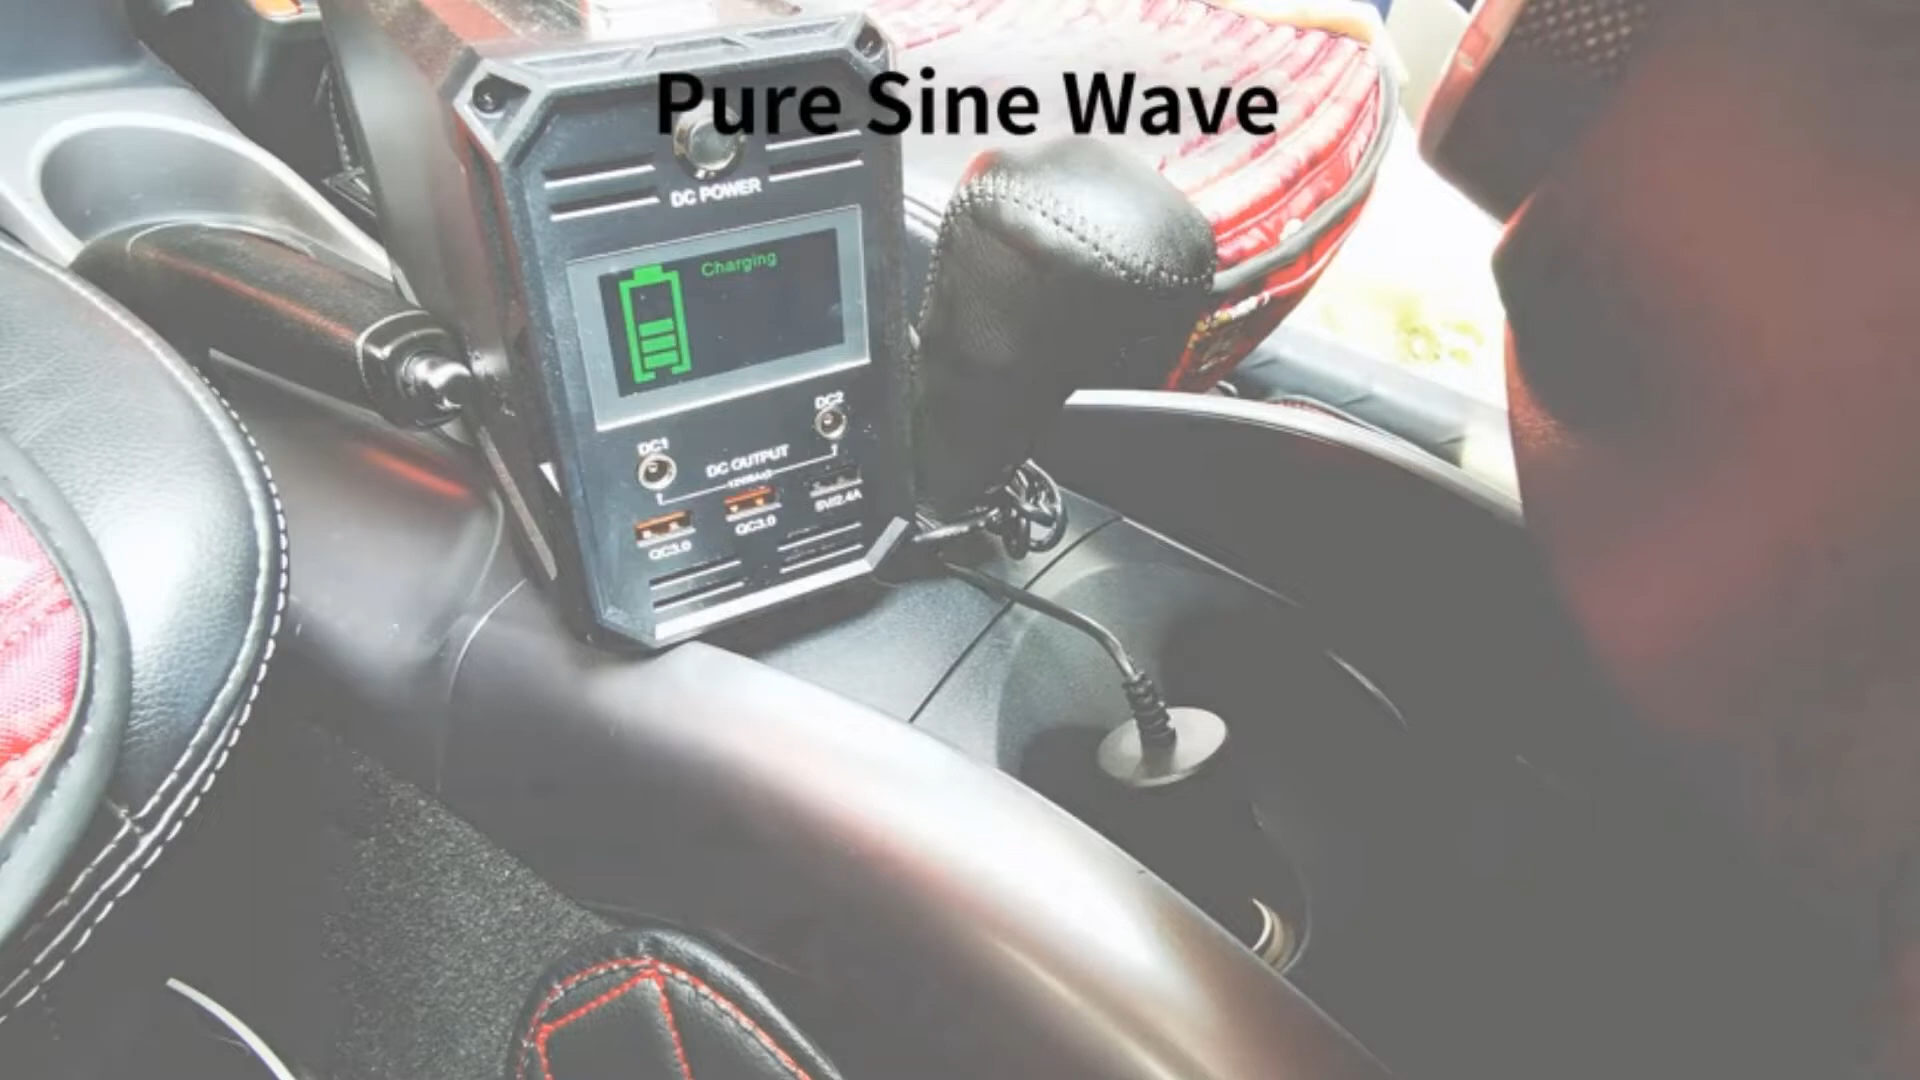 Pure Sine Wave
DC POWER
Charging
DC1
DC2
DC OUTPUT
QC3.0
QC3.0
5V/2.4A